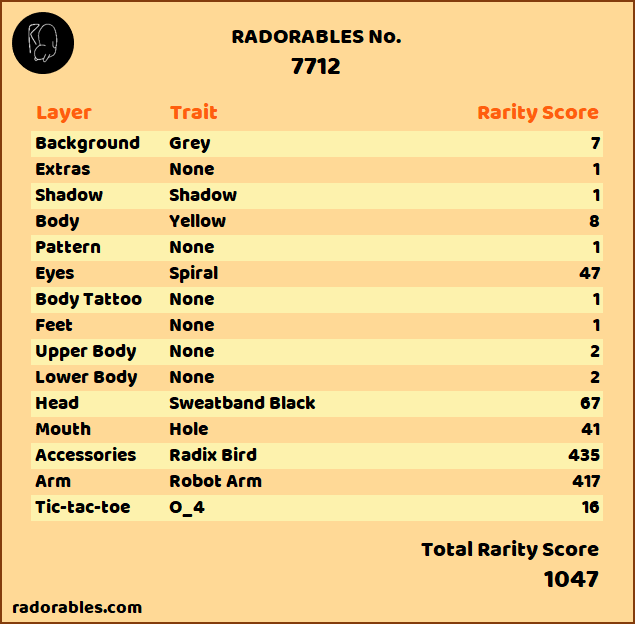 RADORABLES No.
7712
Layer Trait Rarity Score
Background Grey 7
Extras None 1
Shadow Shadow 1
Body Yellow 8
Pattern None 1
Eyes Spiral 47
Body Tattoo None 1
Feet None 1
Upper Body None 2
Lower Body None 2
Head Sweatband Black 67
Mouth Hole 41
Accessories Radix Bird 435
Arm Robot Arm 417
Tic-tac-toe O_4 16
Total Rarity Score
1047
radorables.com